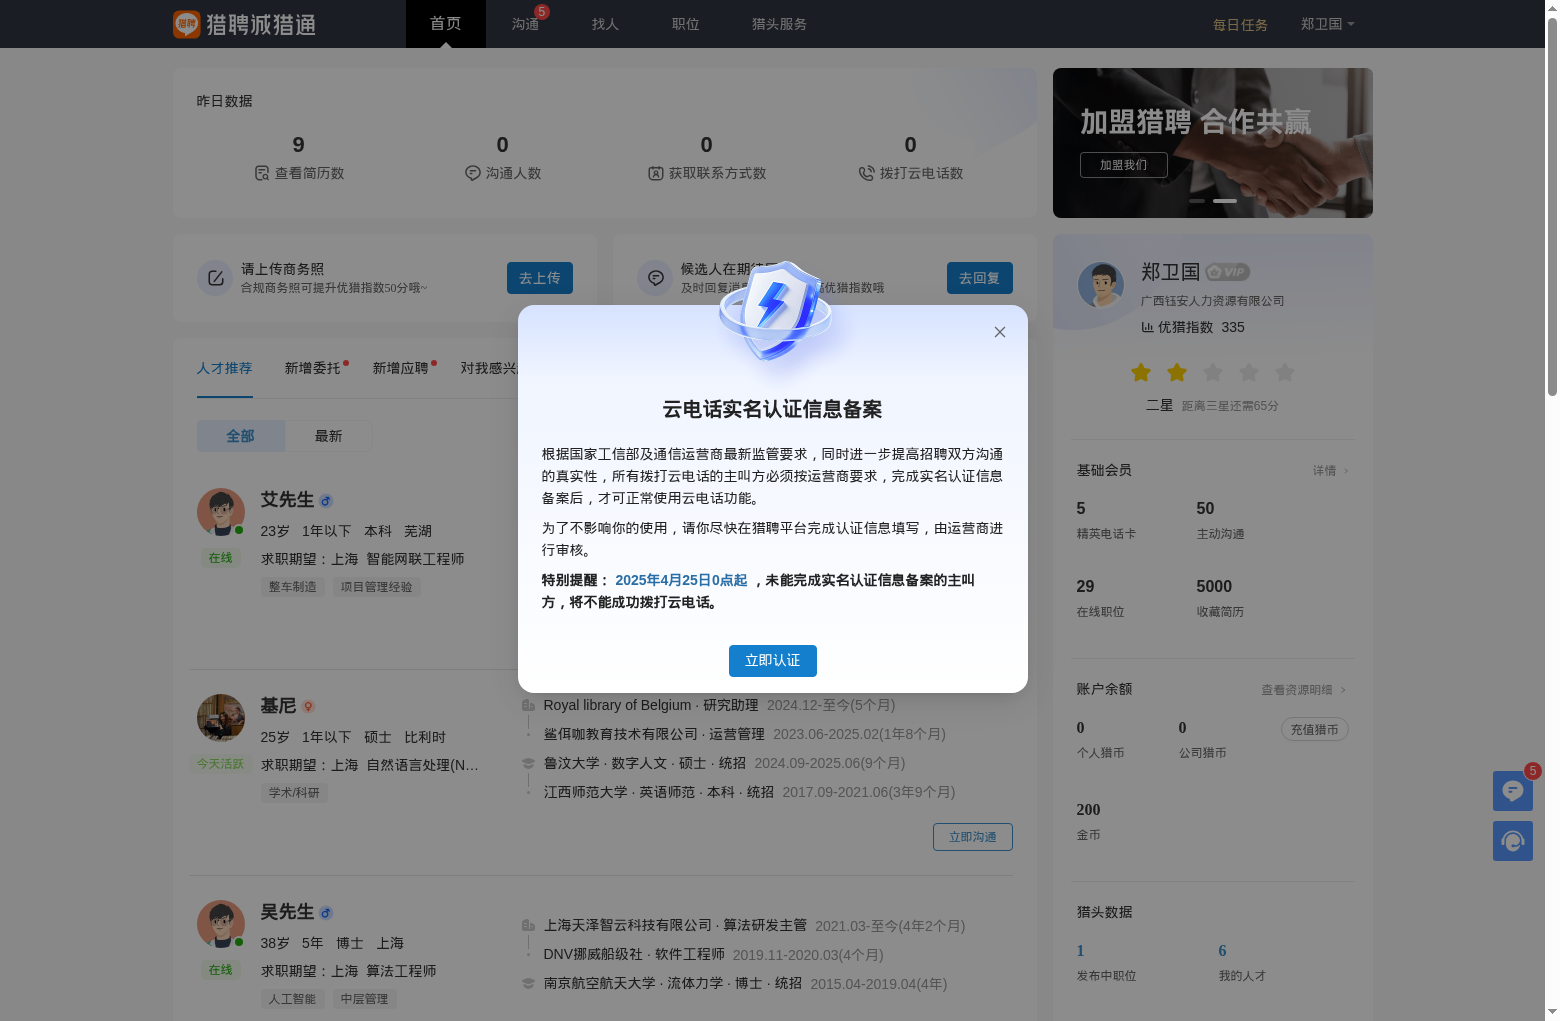 猎聘 猎聘诚猎通
首页 沟通 5 找人 职位 猎头服务 每日任务 郑卫国
昨日数据
9 0 0 0
查看简历数 沟通人数 获取联系方式数 拨打云电话数
加盟猎聘 合作共赢
加盟我们
请上传商务照
合规商务照可提升优猎指数50分哦~
去上传
候选人在期待
及时回复消
优猎指数哦
去回复
郑卫国 VIP
广西钰安人力资源有限公司
优猎指数 335
二星 距离三星还需65分
人才推荐 新增委托 新增应聘 对我感兴
全部 最新
艾先生
23岁 1年以下 本科 芜湖
在线
求职期望：上海 智能网联工程师
整车制造 项目管理经验
云电话实名认证信息备案
根据国家工信部及通信运营商最新监管要求，同时进一步提高招聘双方沟通
的真实性，所有拨打云电话的主叫方必须按运营商要求，完成实名认证信息
备案后，才可正常使用云电话功能。
为了不影响你的使用，请你尽快在猎聘平台完成认证信息填写，由运营商进
行审核。
特别提醒： 2025年4月25日0点起 ，未能完成实名认证信息备案的主叫
方，将不能成功拨打云电话。
立即认证
基础会员 详情
5 50
精英电话卡 主动沟通
29 5000
在线职位 收藏简历
基尼
25岁 1年以下 硕士 比利时
今天活跃
求职期望：上海 自然语言处理(N...
学术/科研
Royal library of Belgium · 研究助理 2024.12-至今(5个月)
鲨佴咖教育技术有限公司 · 运营管理 2023.06-2025.02(1年8个月)
鲁汶大学 · 数字人文 · 硕士 · 统招 2024.09-2025.06(9个月)
江西师范大学 · 英语师范 · 本科 · 统招 2017.09-2021.06(3年9个月)
立即沟通
账户余额 查看资源明细
0 0 充值猎币
个人猎币 公司猎币
200
金币
5
吴先生
38岁 5年 博士 上海
在线
求职期望：上海 算法工程师
人工智能 中层管理
上海天泽智云科技有限公司 · 算法研发主管 2021.03-至今(4年2个月)
DNV挪威船级社 · 软件工程师 2019.11-2020.03(4个月)
南京航空航天大学 · 流体力学 · 博士 · 统招 2015.04-2019.04(4年)
猎头数据
1 6
发布中职位 我的人才